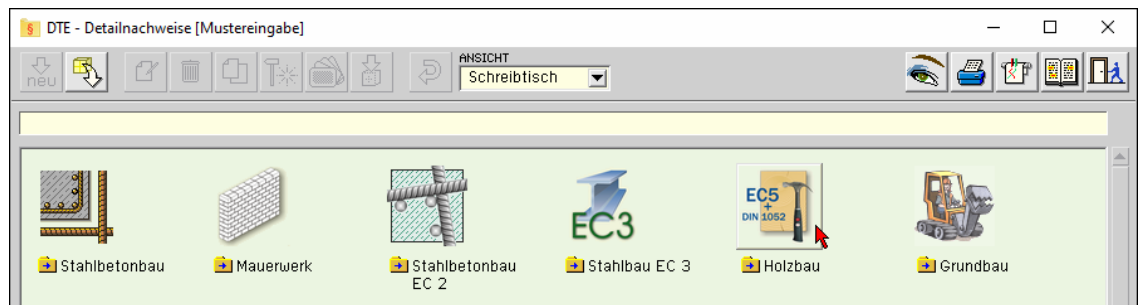 DTE - Detailnachweise [Mustereingabe]
neu
ANSICHT
Schreibtisch
EC3
EC5
+
DIN 1052
Stahlbetonbau
Mauerwerk
Stahlbetonbau
EC 2
Stahlbau EC 3
Holzbau
Grundbau